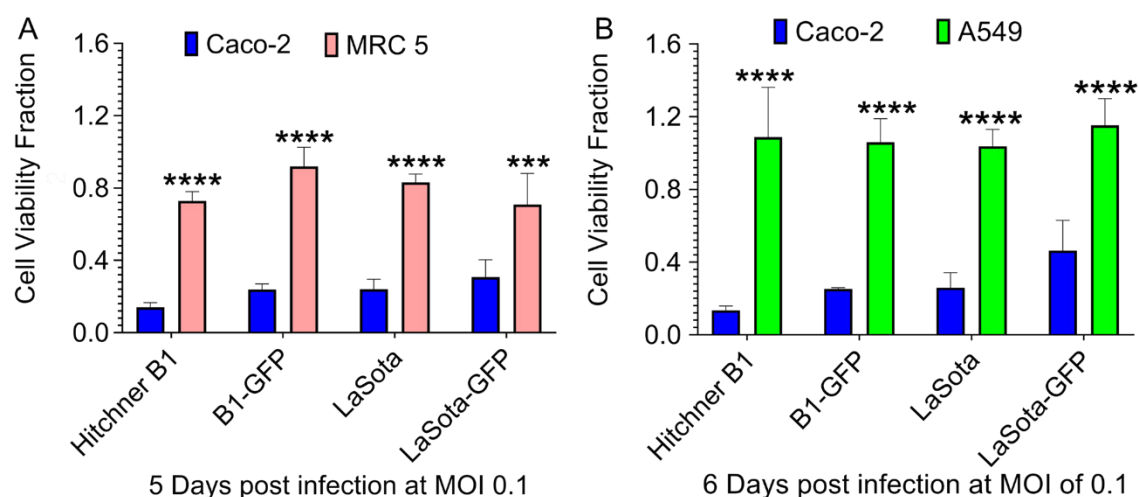 A
Caco-2
MRC 5
Cell Viability Fraction
1.6
1.2
0.8
0.4
0.0
****
****
****
***
Hitchner B1
B1-GFP
LaSota
LaSota-GFP
5 Days post infection at MOI 0.1
B
Caco-2
A549
Cell Viability Fraction
1.6
1.2
0.8
0.4
0.0
****
****
****
****
Hitchner B1
B1-GFP
LaSota
LaSota-GFP
6 Days post infection at MOI of 0.1